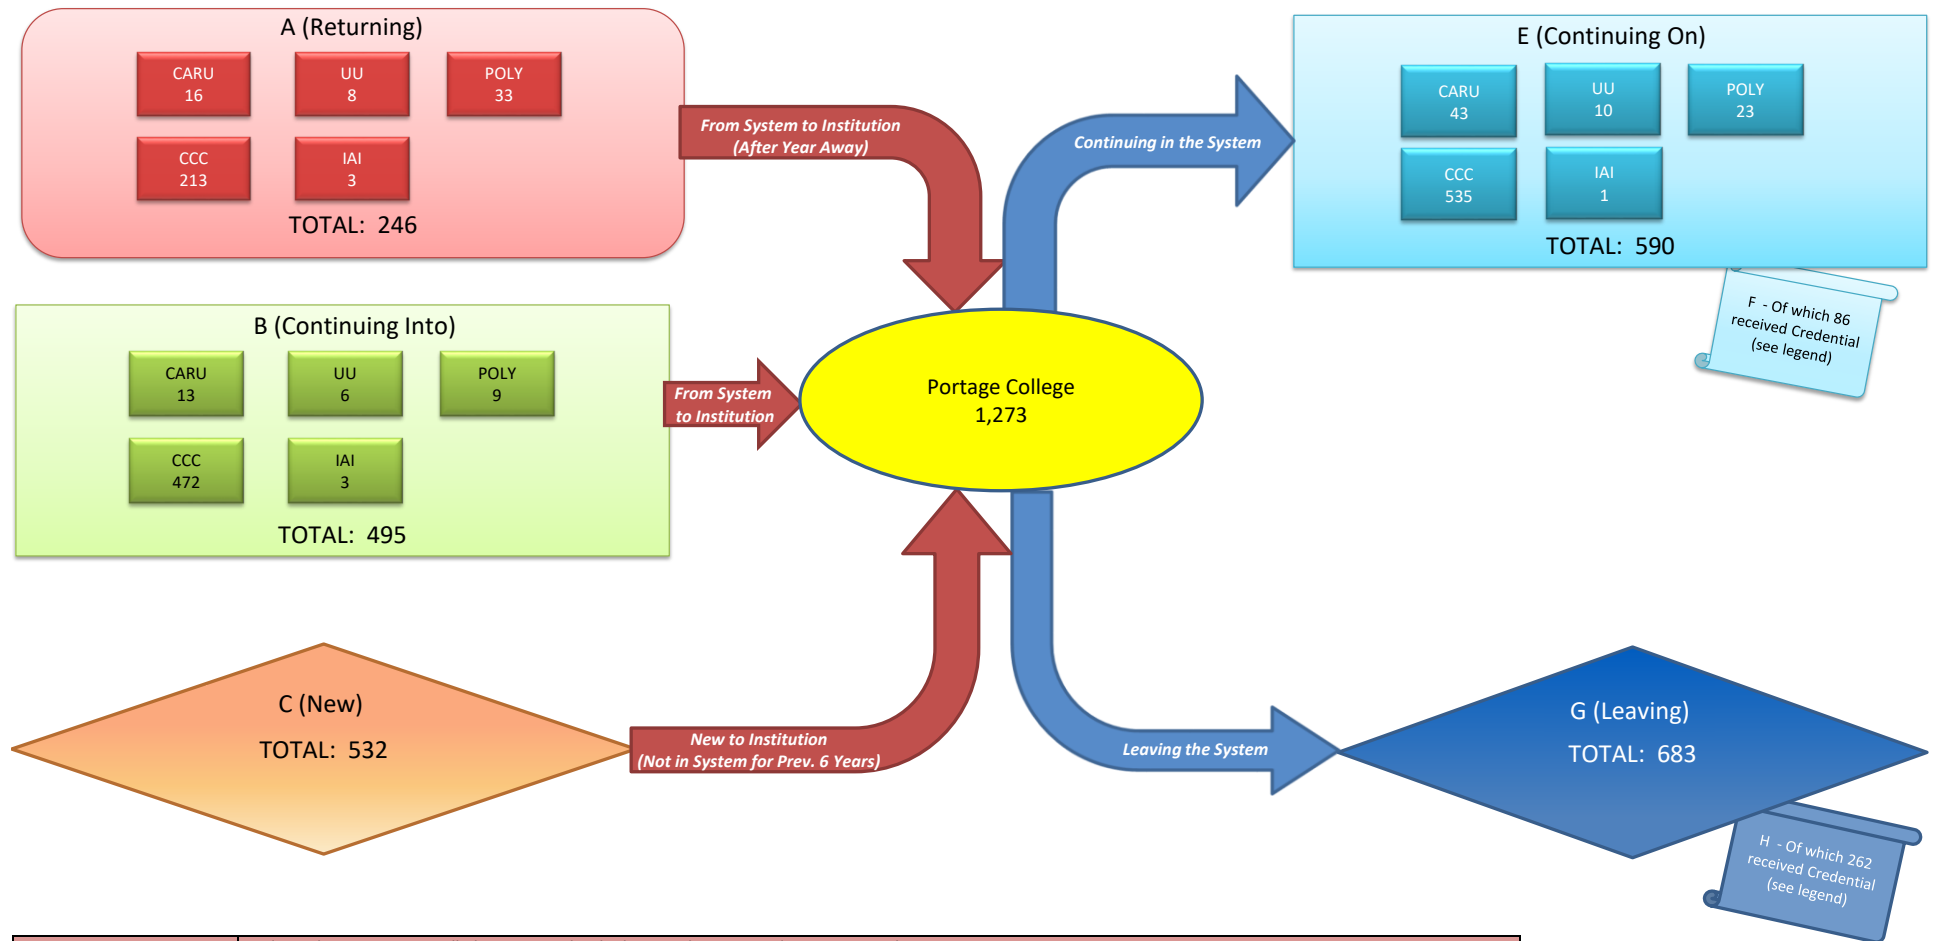 A (Returning)
CARU
16
UU
8
POLY
33
CCC
213
IAI
3
TOTAL: 246
From System to Institution
(After Year Away)
B (Continuing Into)
CARU
13
UU
6
POLY
9
CCC
472
IAI
3
TOTAL: 495
From System
to Institution
C (New)
TOTAL: 532
New to Institution
(Not in System for Prev. 6 Years)
Portage College
1,273
Continuing in the System
E (Continuing On)
CARU
43
UU
10
POLY
23
CCC
535
IAI
1
TOTAL: 590
F - Of which 86
received Credential
(see legend)
Leaving the System
G (Leaving)
TOTAL: 683
H - Of which 262
received Credential
(see legend)